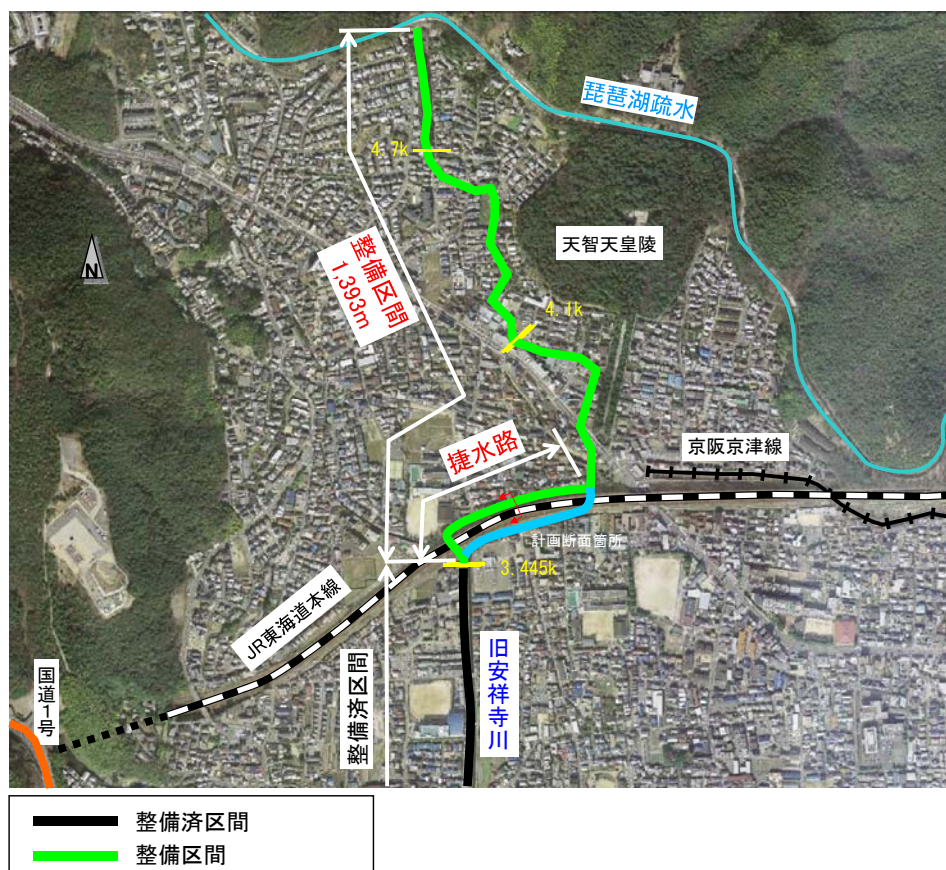 琵琶湖疏水
4.7k
天智天皇陵
整備区間
1,393m
4.1k
捷水路
京阪京津線
計画断面箇所
3.445k
JR東海道本線
旧安祥寺川
国道1号
整備済区間
N
整備済区間
整備区間